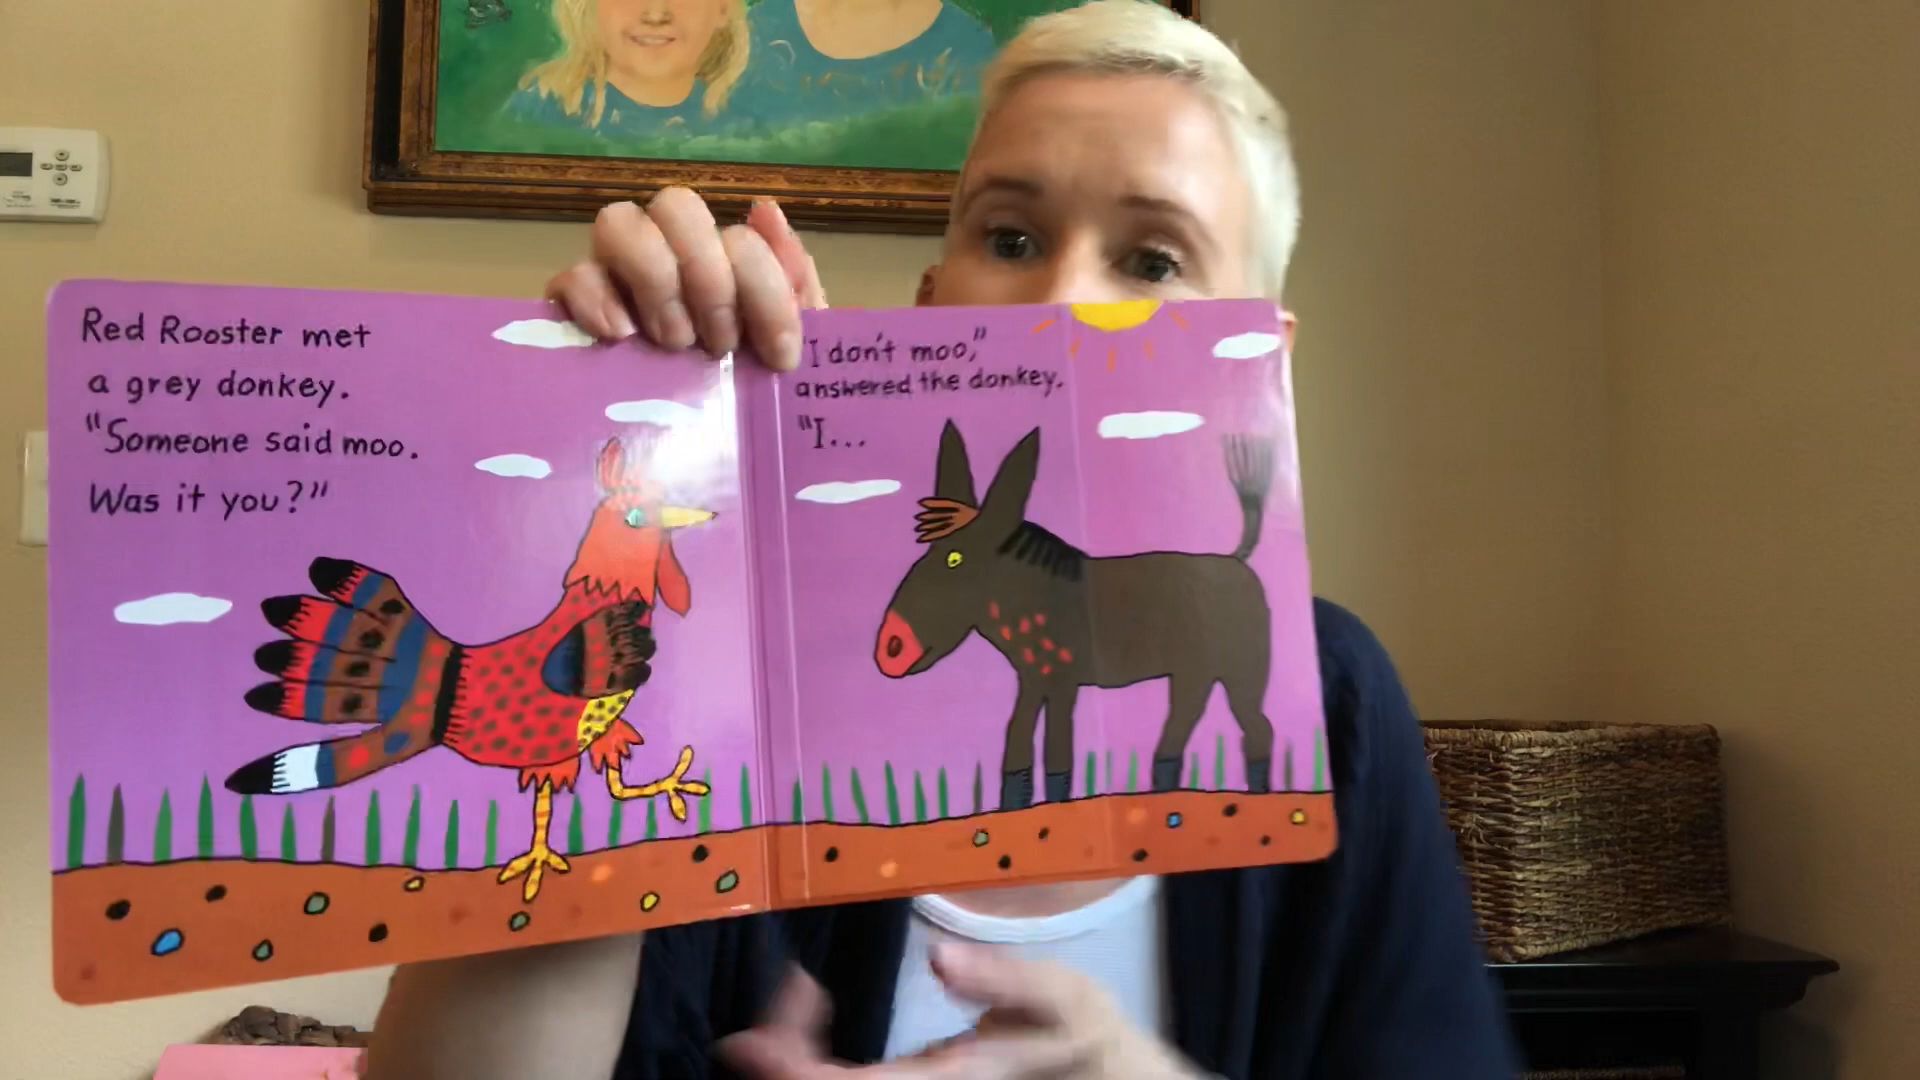 Red Rooster met
a grey donkey.
"Someone said moo.
Was it you?"
"I don't moo,"
answered the donkey.
"I...